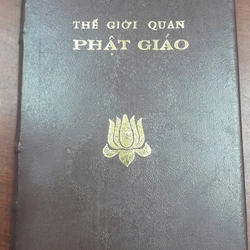 THẾ GIỚI QUAN
PHẬT GIÁO